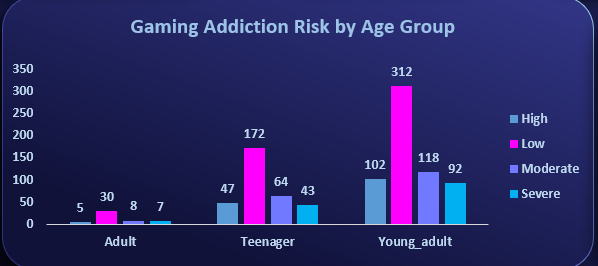 Gaming Addiction Risk by Age Group
350
300
250
200
150
100
50
0
5
30
8
7
47
172
64
43
102
312
118
92
Adult
Teenager
Young_adult
High
Low
Moderate
Severe